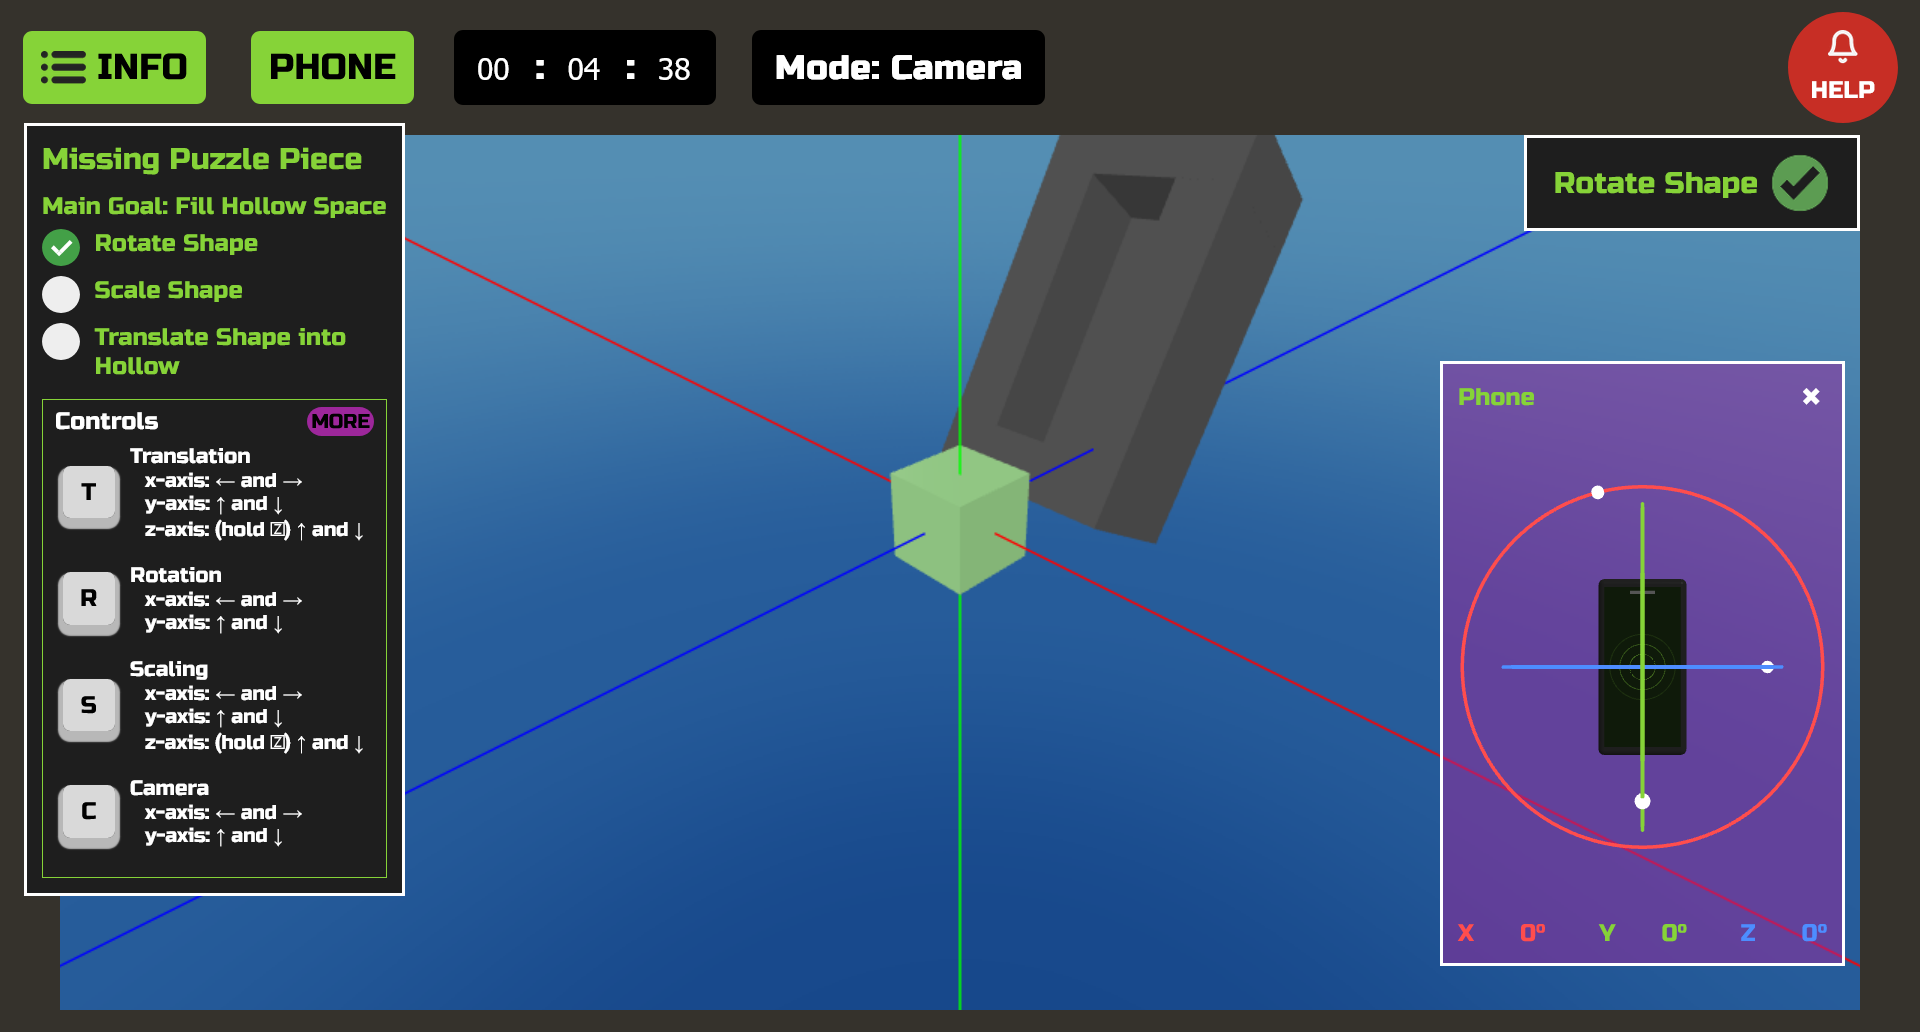 INFO
PHONE
00 : 04 : 38
Mode: Camera
HELP
Missing Puzzle Piece
Main Goal: Fill Hollow Space
Rotate Shape
Scale Shape
Translate Shape into
Hollow
Controls
MORE
T
Translation
x-axis: ← and →
y-axis: ↑ and ↓
z-axis: (hold 🅉) ↑ and ↓
R
Rotation
x-axis: ← and →
y-axis: ↑ and ↓
S
Scaling
x-axis: ← and →
y-axis: ↑ and ↓
z-axis: (hold 🅉) ↑ and ↓
C
Camera
x-axis: ← and →
y-axis: ↑ and ↓
Rotate Shape
Phone
X 0º Y 0º Z 0º